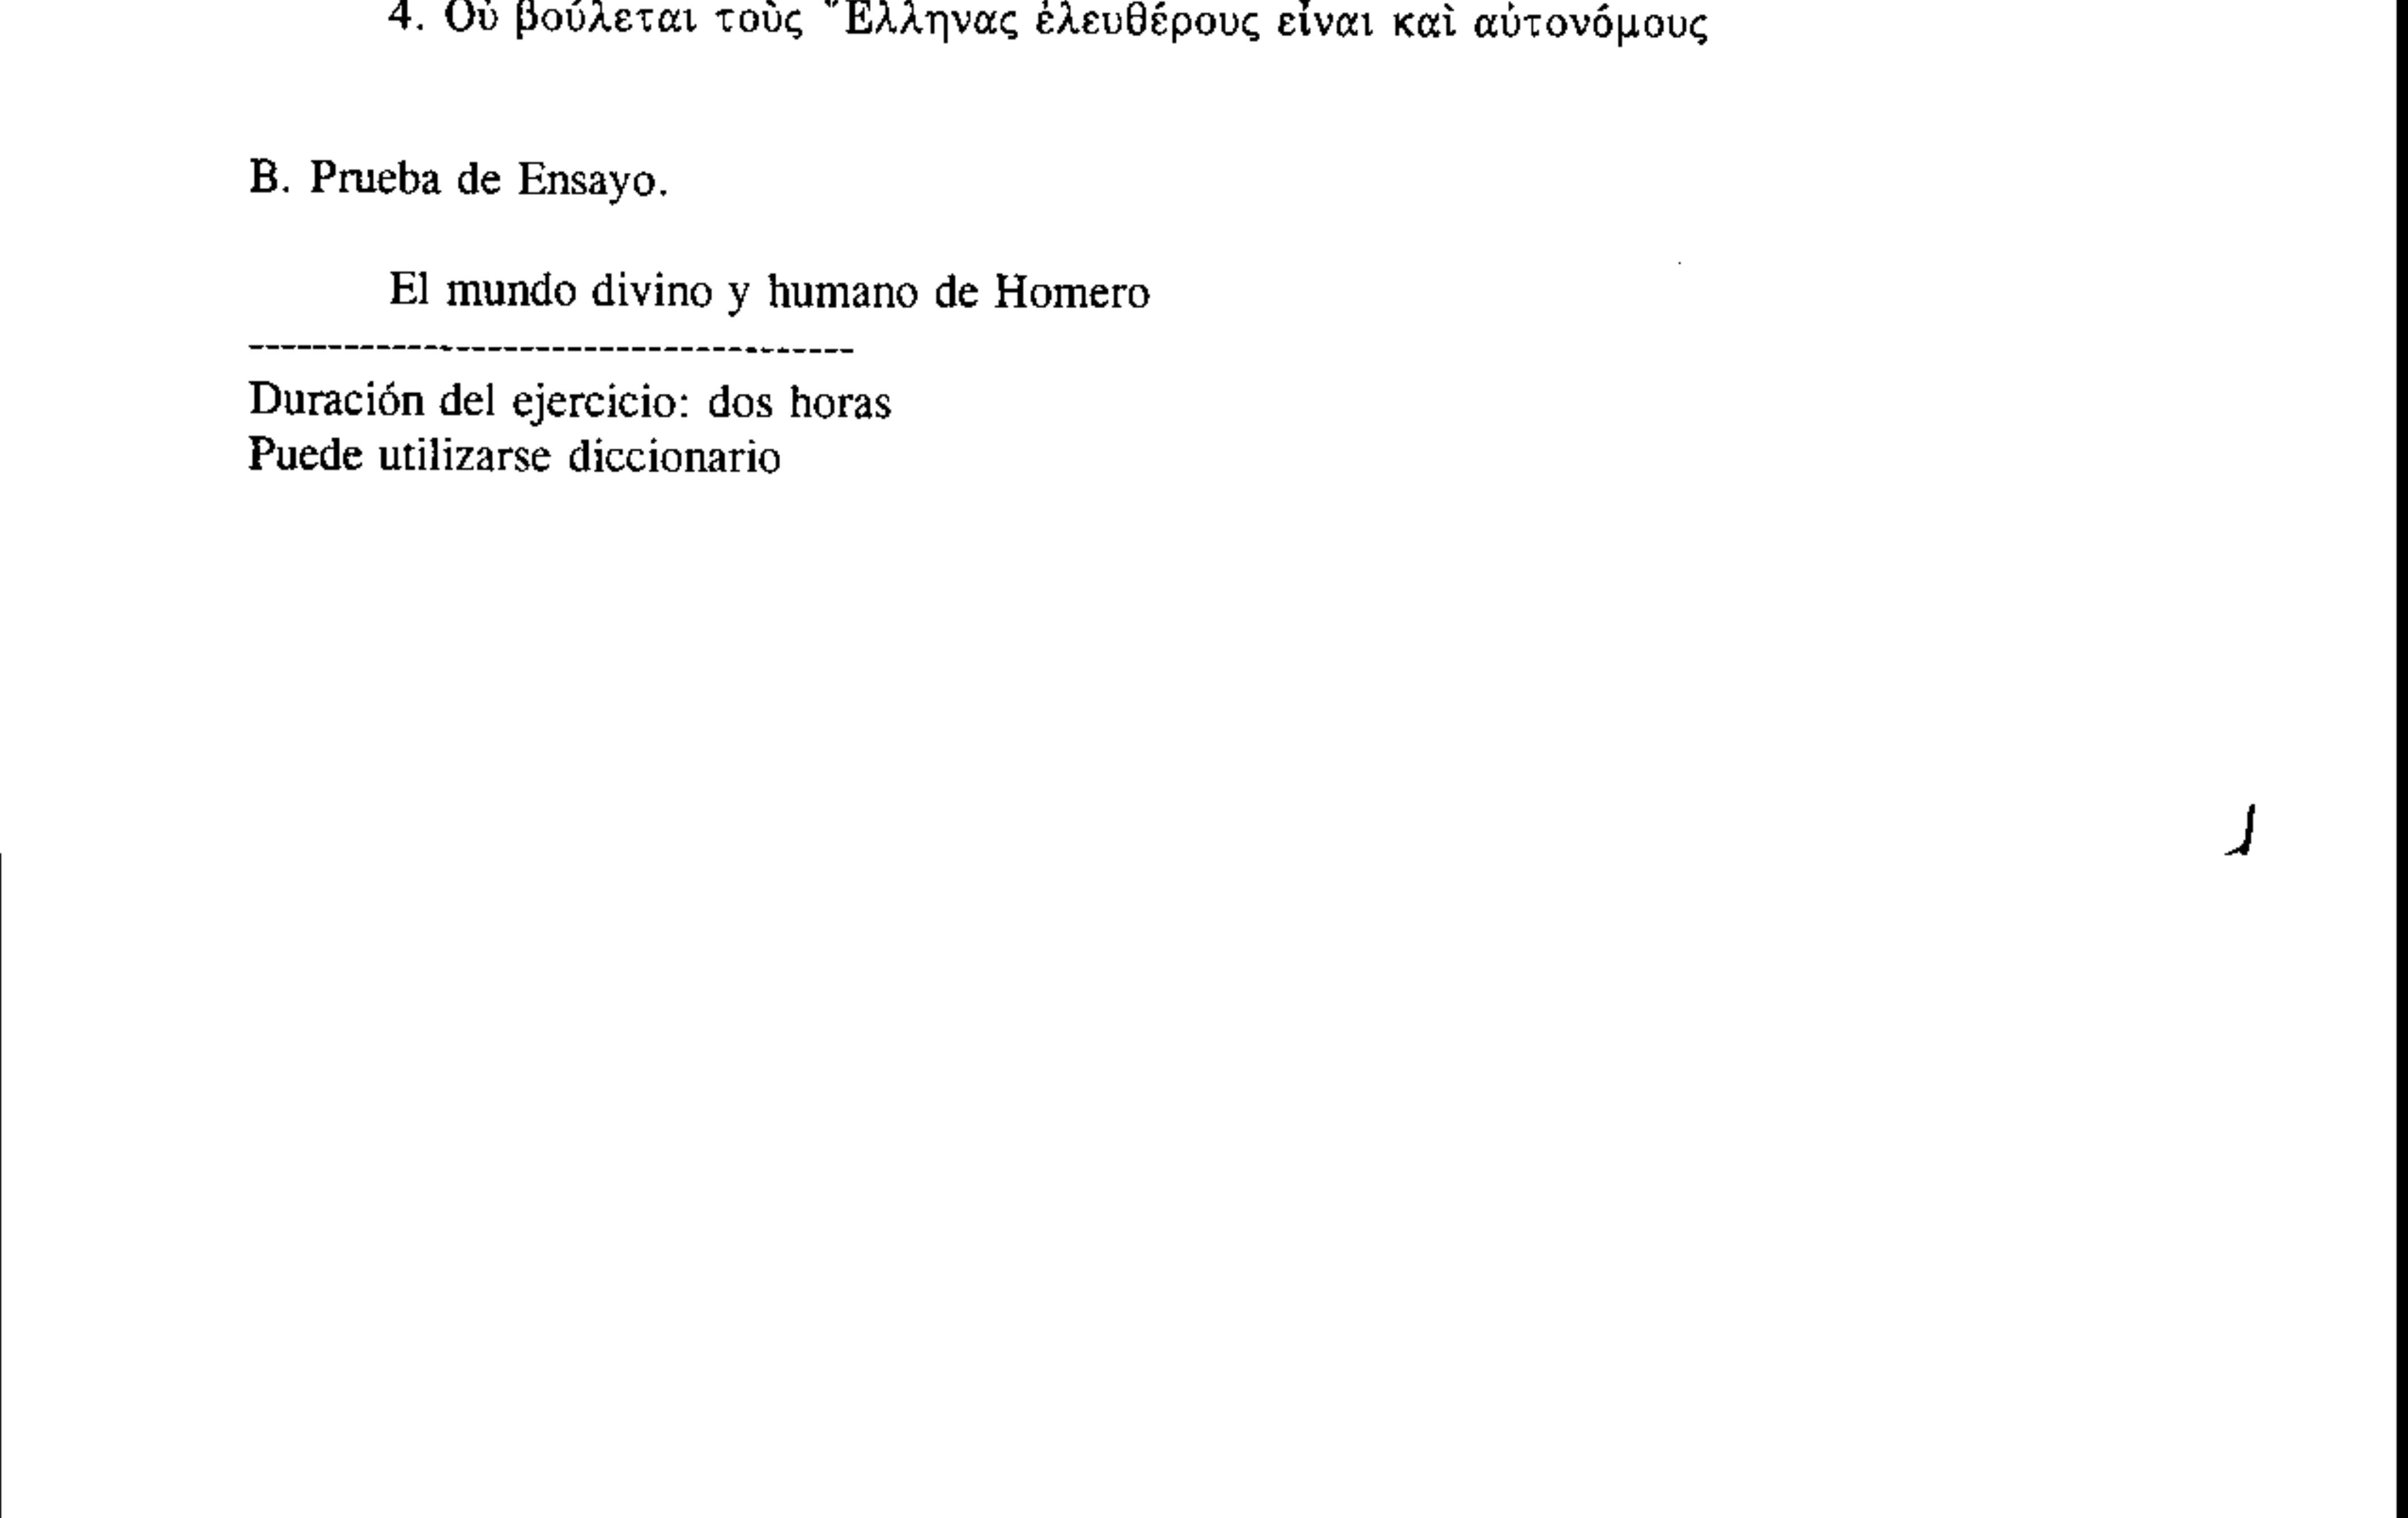 4. Οὐ βούλεται τοὺς Ἕλληνας ἐλευθέρους εἶναι καὶ αὐτονόμους
B. Prueba de Ensayo.
El mundo divino y humano de Homero
---------------------------------------
Duración del ejercicio: dos horas
Puede utilizarse diccionario